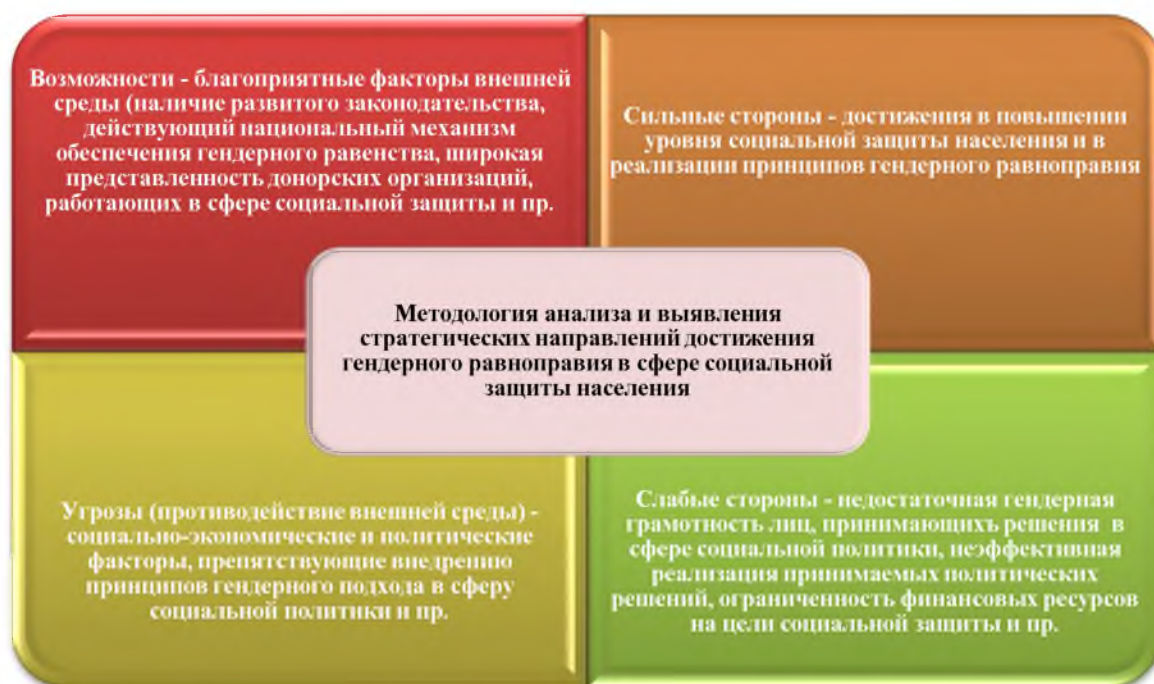 Возможности - благоприятные факторы внешней
среды (наличие развитого законодательства,
действующий национальный механизм
обеспечения гендерного равенства, широкая
представленность донорских организаций,
работающих в сфере социальной защиты и пр.
Сильные стороны - достижения в повышении
уровня социальной защиты населения и в
реализации принципов гендерного равноправия
Методология анализа и выявления
стратегических направлений достижения
гендерного равноправия в сфере социальной
защиты населения
Угрозы (противодействие внешней среды) -
социально-экономические и политические
факторы, препятствующие внедрению
принципов гендерного подхода в сферу
социальной политики и пр.
Слабые стороны - недостаточная гендерная
грамотность лиц, принимающихъ решения в
сфере социальной политики, неэффективная
реализация принимаемых политических
решений, ограниченность финансовых ресурсов
на цели социальной защиты и пр.